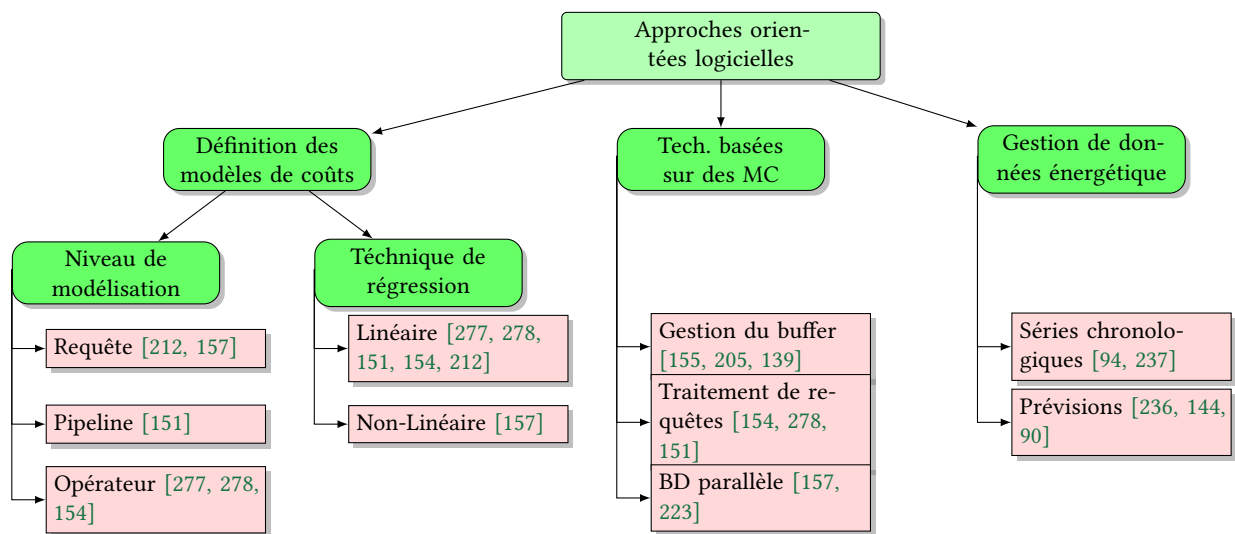 Approches orien-
tées logicielles
Définition des
modèles de coûts
Tech. basées
sur des MC
Gestion de don-
nées énergétique
Niveau de
modélisation
Téchnique de
régression
Requête [212, 157]
Pipeline [151]
Opérateur [277, 278,
154]
Linéaire [277, 278,
151, 154, 212]
Non-Linéaire [157]
Gestion du buffer
[155, 205, 139]
Traitement de re-
quêtes [154, 278,
151]
BD parallèle [157,
223]
Séries chronolo-
giques [94, 237]
Prévisions [236, 144,
90]